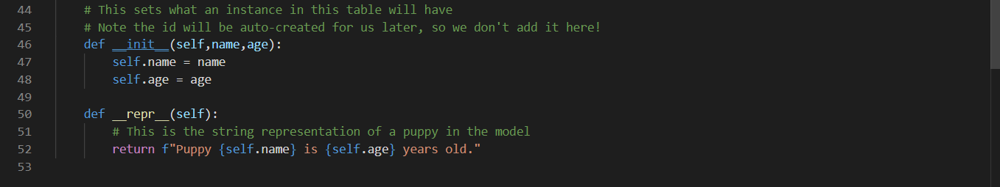 44 # This sets what an instance in this table will have
45 # Note the id will be auto-created for us later, so we don't add it here!
46 def __init__(self,name,age):
47 self.name = name
48 self.age = age
49
50 def __repr__(self):
51 # This is the string representation of a puppy in the model
52 return f"Puppy {self.name} is {self.age} years old."
53